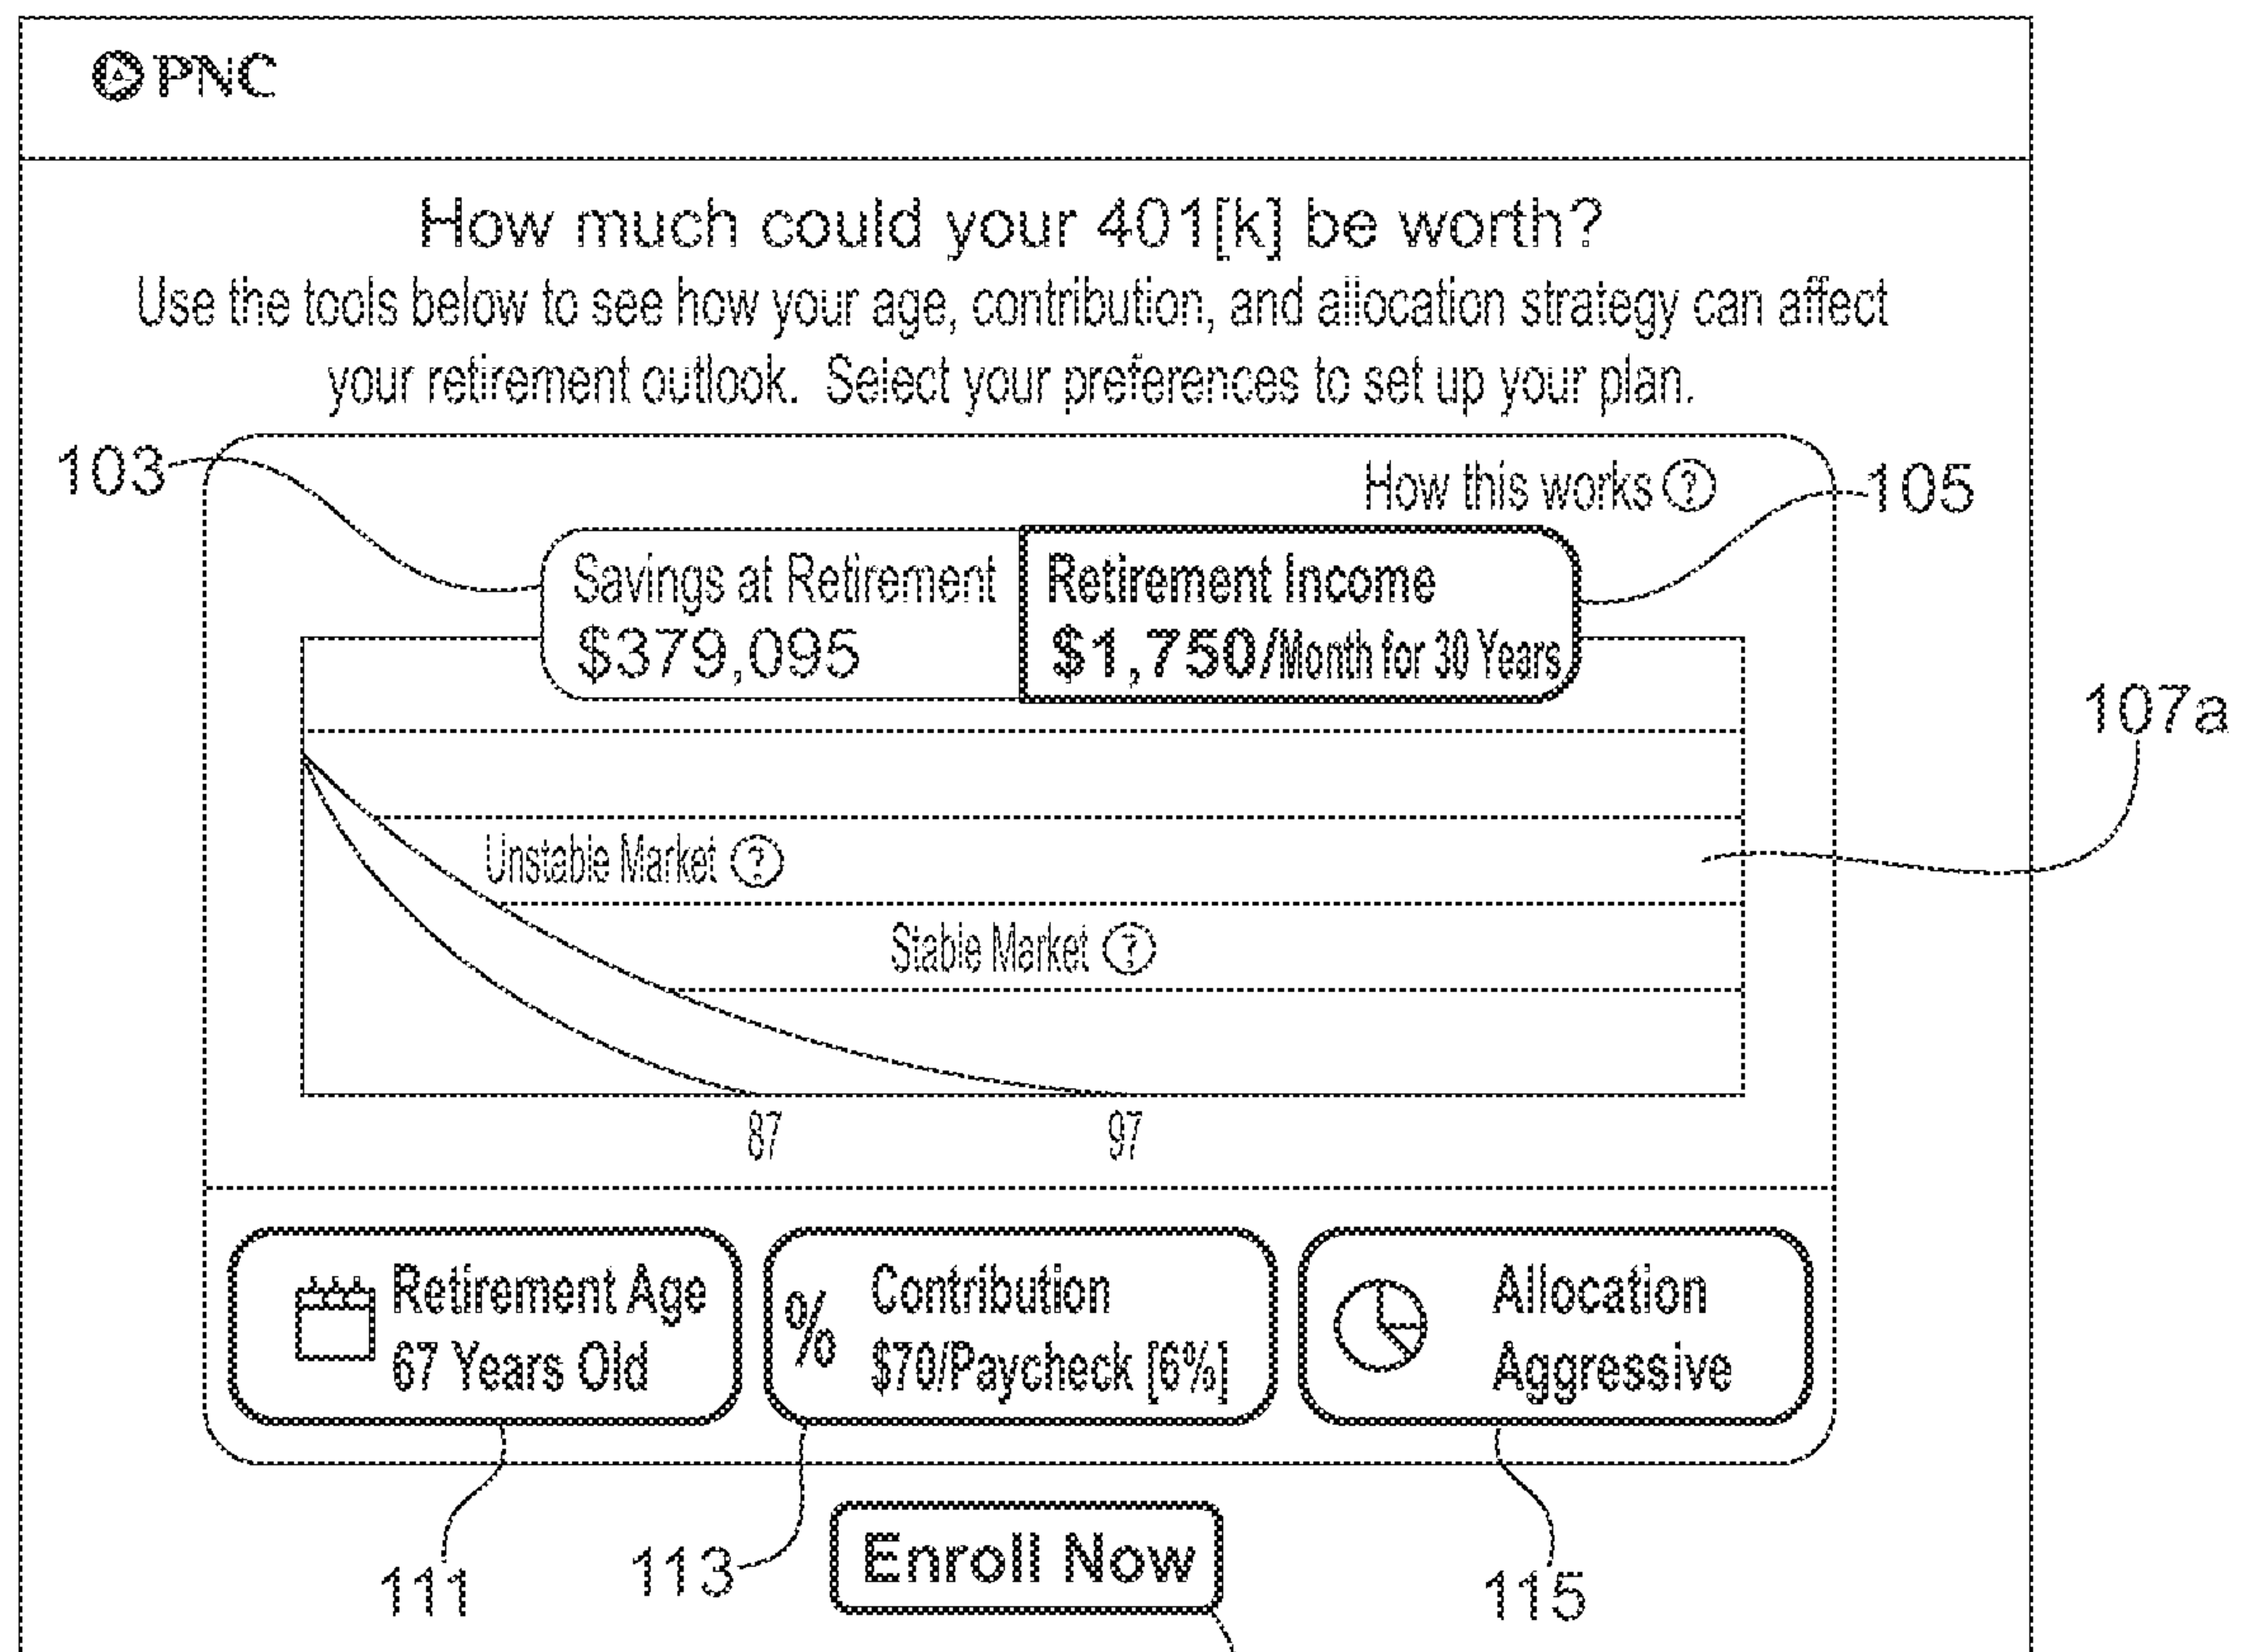 PNC
How much could your 401[k] be worth?
Use the tools below to see how your age, contribution, and allocation strategy can affect
your retirement outlook. Select your preferences to set up your plan.
103
How this works ?
105
Savings at Retirement
$379,095
Retirement Income
$1,750/Month for 30 Years
107a
Unstable Market ?
Stable Market ?
87
97
Retirement Age
67 Years Old
% Contribution
$70/Paycheck [6%]
Allocation
Aggressive
111
113
Enroll Now
115